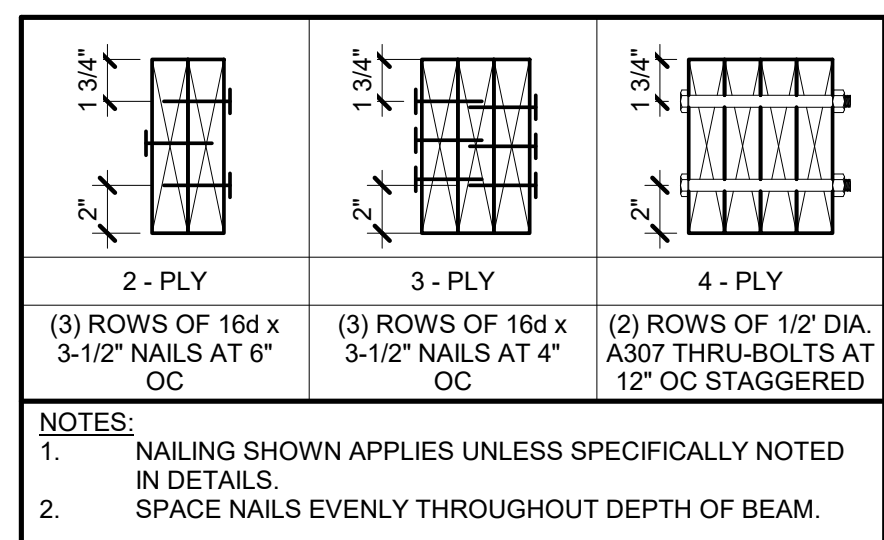 1 3/4"
2"
1 3/4"
2"
1 3/4"
2"
2 - PLY
3 - PLY
4 - PLY
(3) ROWS OF 16d x
3-1/2" NAILS AT 6"
OC
(3) ROWS OF 16d x
3-1/2" NAILS AT 4"
OC
(2) ROWS OF 1/2' DIA.
A307 THRU-BOLTS AT
12" OC STAGGERED
NOTES:
1. NAILING SHOWN APPLIES UNLESS SPECIFICALLY NOTED
IN DETAILS.
2. SPACE NAILS EVENLY THROUGHOUT DEPTH OF BEAM.